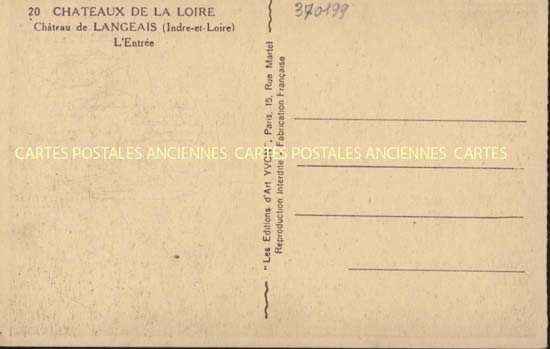 20 CHATEAUX DE LA LOIRE
Château de LANGEAIS (Indre-et-Loire)
L'Entrée
370199
"Les Editions d'Art YVON", Paris, 15, Rue Martel
Reproduction Interdite - Fabrication Française
CARTES POSTALES ANCIENNES CARTES POSTALES ANCIENNES CARTES